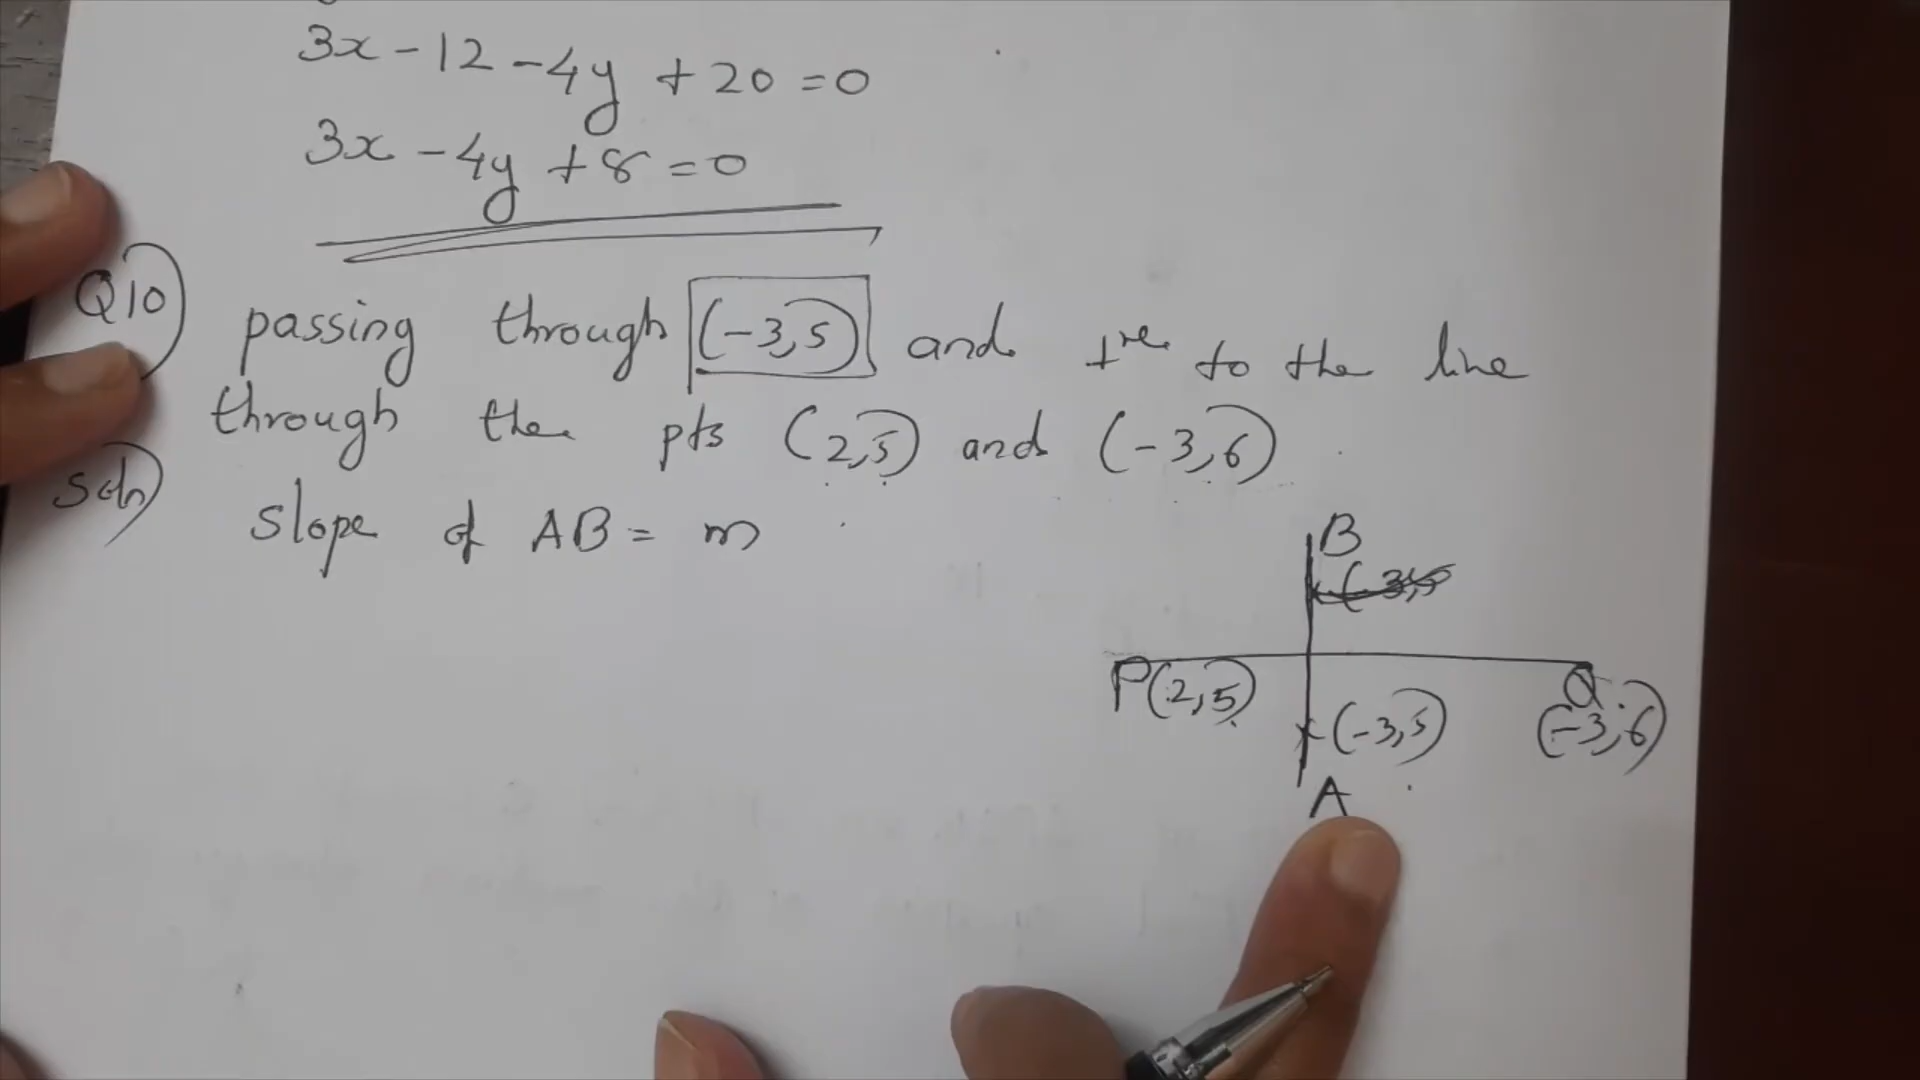 3x - 12 - 4y + 20 = 0
3x - 4y + 8 = 0
Q10) passing through (-3,5) and ⊥re to the line
through the pts (2,5) and (-3,6)
Soln) slope of AB = m
B
P(2,5)
Q
(-3,5)
(-3,6)
A